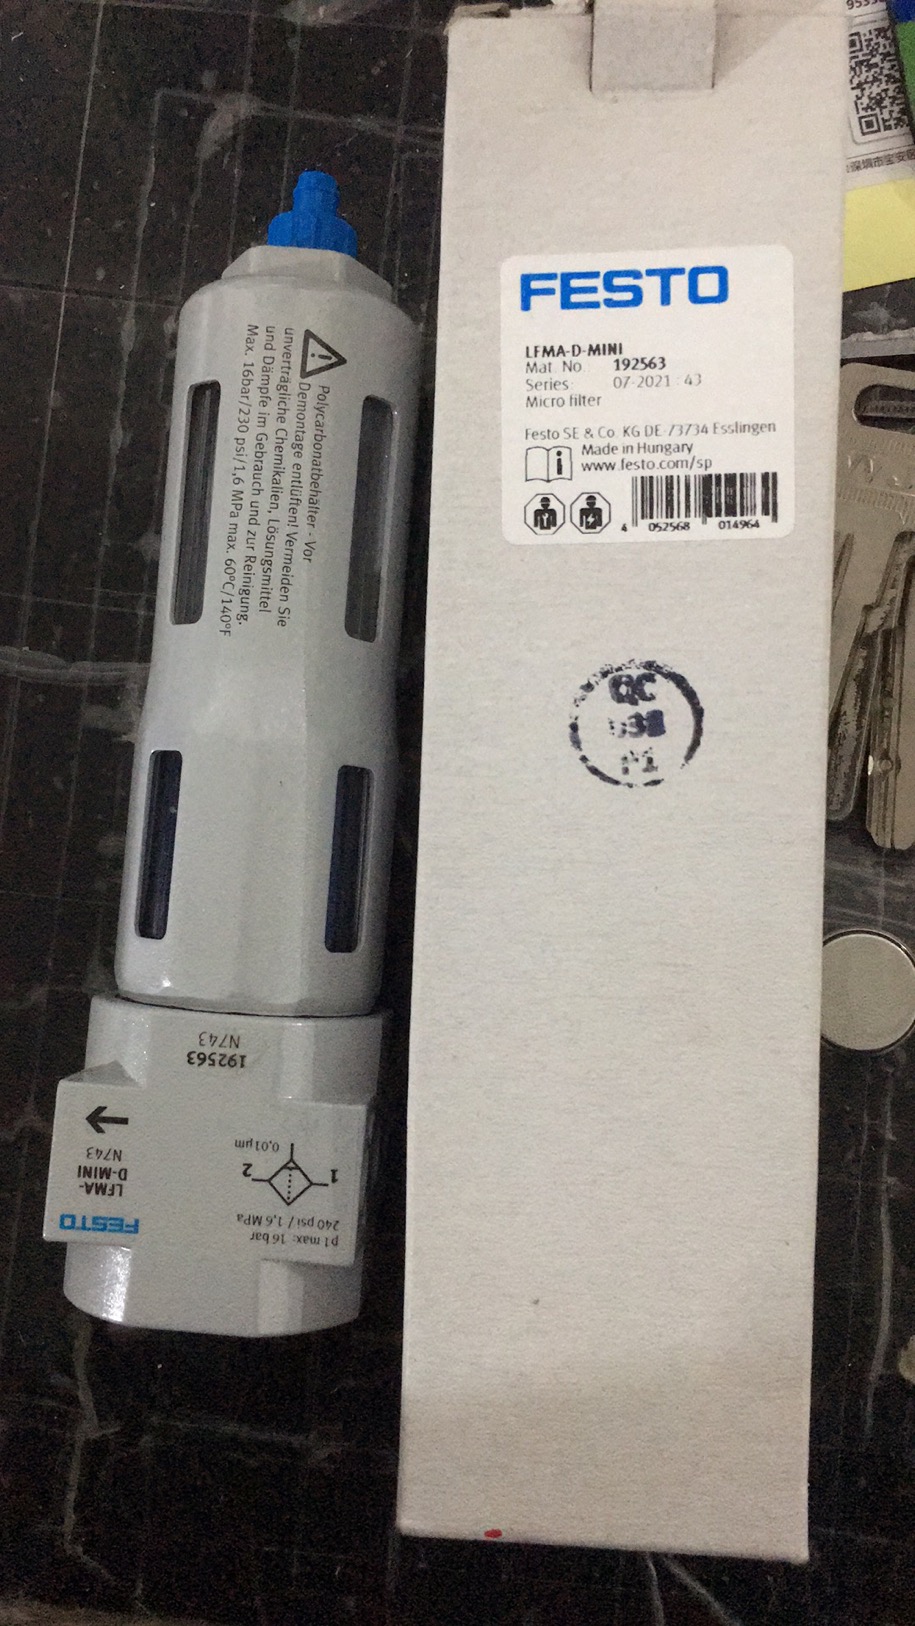 FESTO
LFMA-D-MINI
Mat. No. 192563
Series: 07-2021 : 43
Micro filter
Festo SE & Co. KG DE-73734 Esslingen
Made in Hungary
www.festo.com/sp
4 052568 014964
QC
P1
Polycarbonatbehälter - Vor
Demontage entlüften! Vermeiden Sie
unverträgliche Chemikalien, Lösungsmittel
und Dämpfe im Gebrauch und zur Reinigung.
Max. 16bar/230 psi/1,6 MPa max. 60°C/140°F
192563
N743
FESTO
LFMA-
D-MINI
N743
p1 max: 16 bar
240 psi / 1,6 MPa
1
2
0,01µm